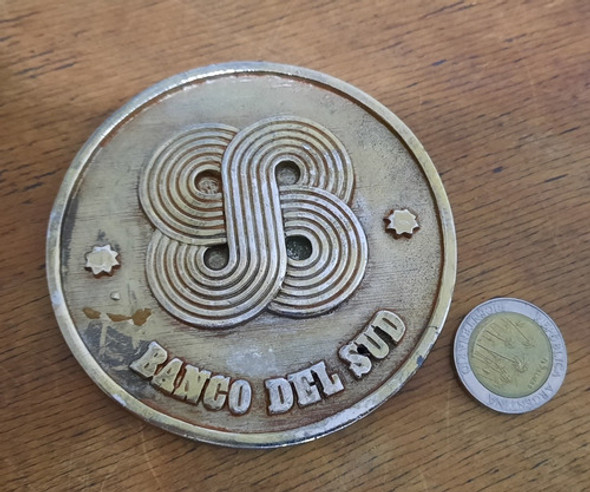 BANCO DEL SUD
REPUBLICA ARGENTINA